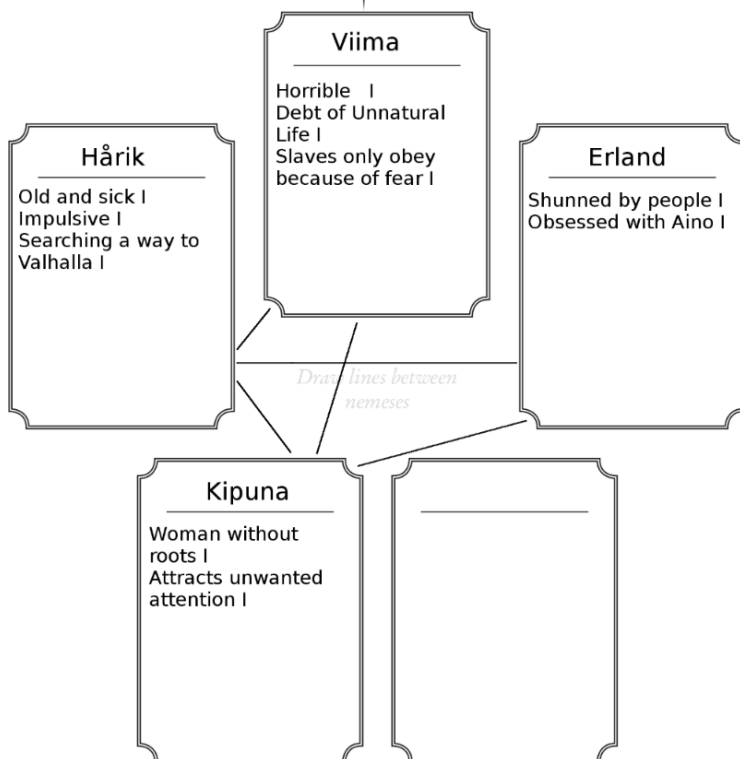 Viima
Horrible I
Debt of Unnatural
Life I
Slaves only obey
because of fear I
Hårik
Old and sick I
Impulsive I
Searching a way to
Valhalla I
Erland
Shunned by people I
Obsessed with Aino I
Draw lines between
nemeses
Kipuna
Woman without
roots I
Attracts unwanted
attention I